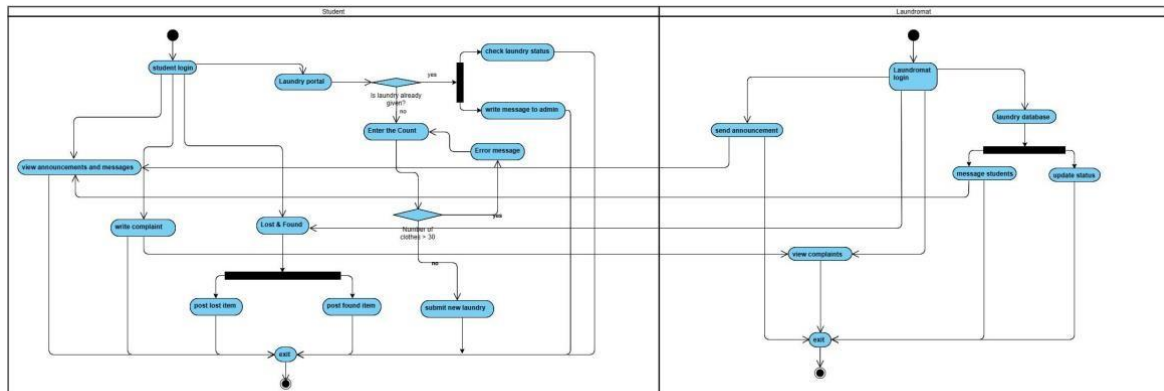 Student
Laundromat
student login
Laundry portal
Is laundry already
given?
yes
no
check laundry status
write message to admin
Enter the Count
Error message
view announcements and messages
write complaint
Lost & Found
Number of
clothes > 30
yes
no
post lost item
post found item
submit new laundry
exit
Laundromat
login
send announcement
laundry database
message students
update status
view complaints
exit